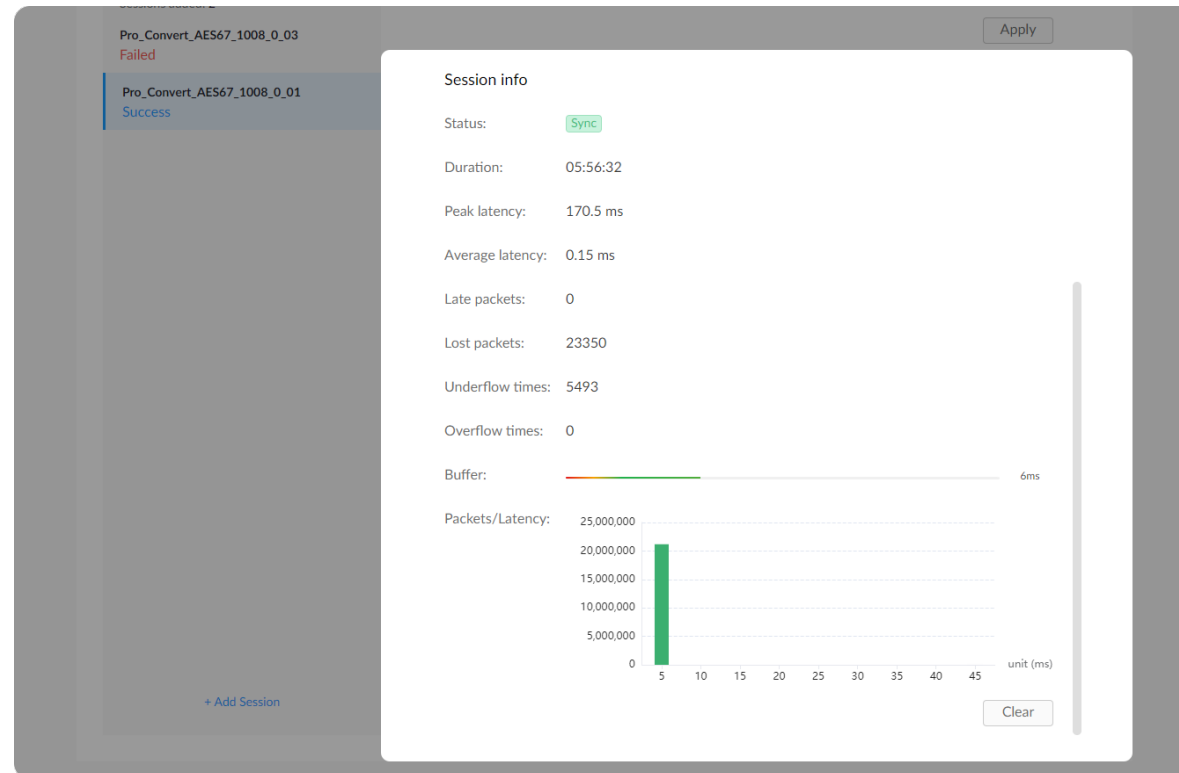 Sessions added: 2
Pro_Convert_AES67_1008_0_03
Failed
Pro_Convert_AES67_1008_0_01
Success
+ Add Session
Apply
Session info
Status: Sync
Duration: 05:56:32
Peak latency: 170.5 ms
Average latency: 0.15 ms
Late packets: 0
Lost packets: 23350
Underflow times: 5493
Overflow times: 0
Buffer: 6ms
Packets/Latency:
25,000,000
20,000,000
15,000,000
10,000,000
5,000,000
0
5 10 15 20 25 30 35 40 45
unit (ms)
Clear